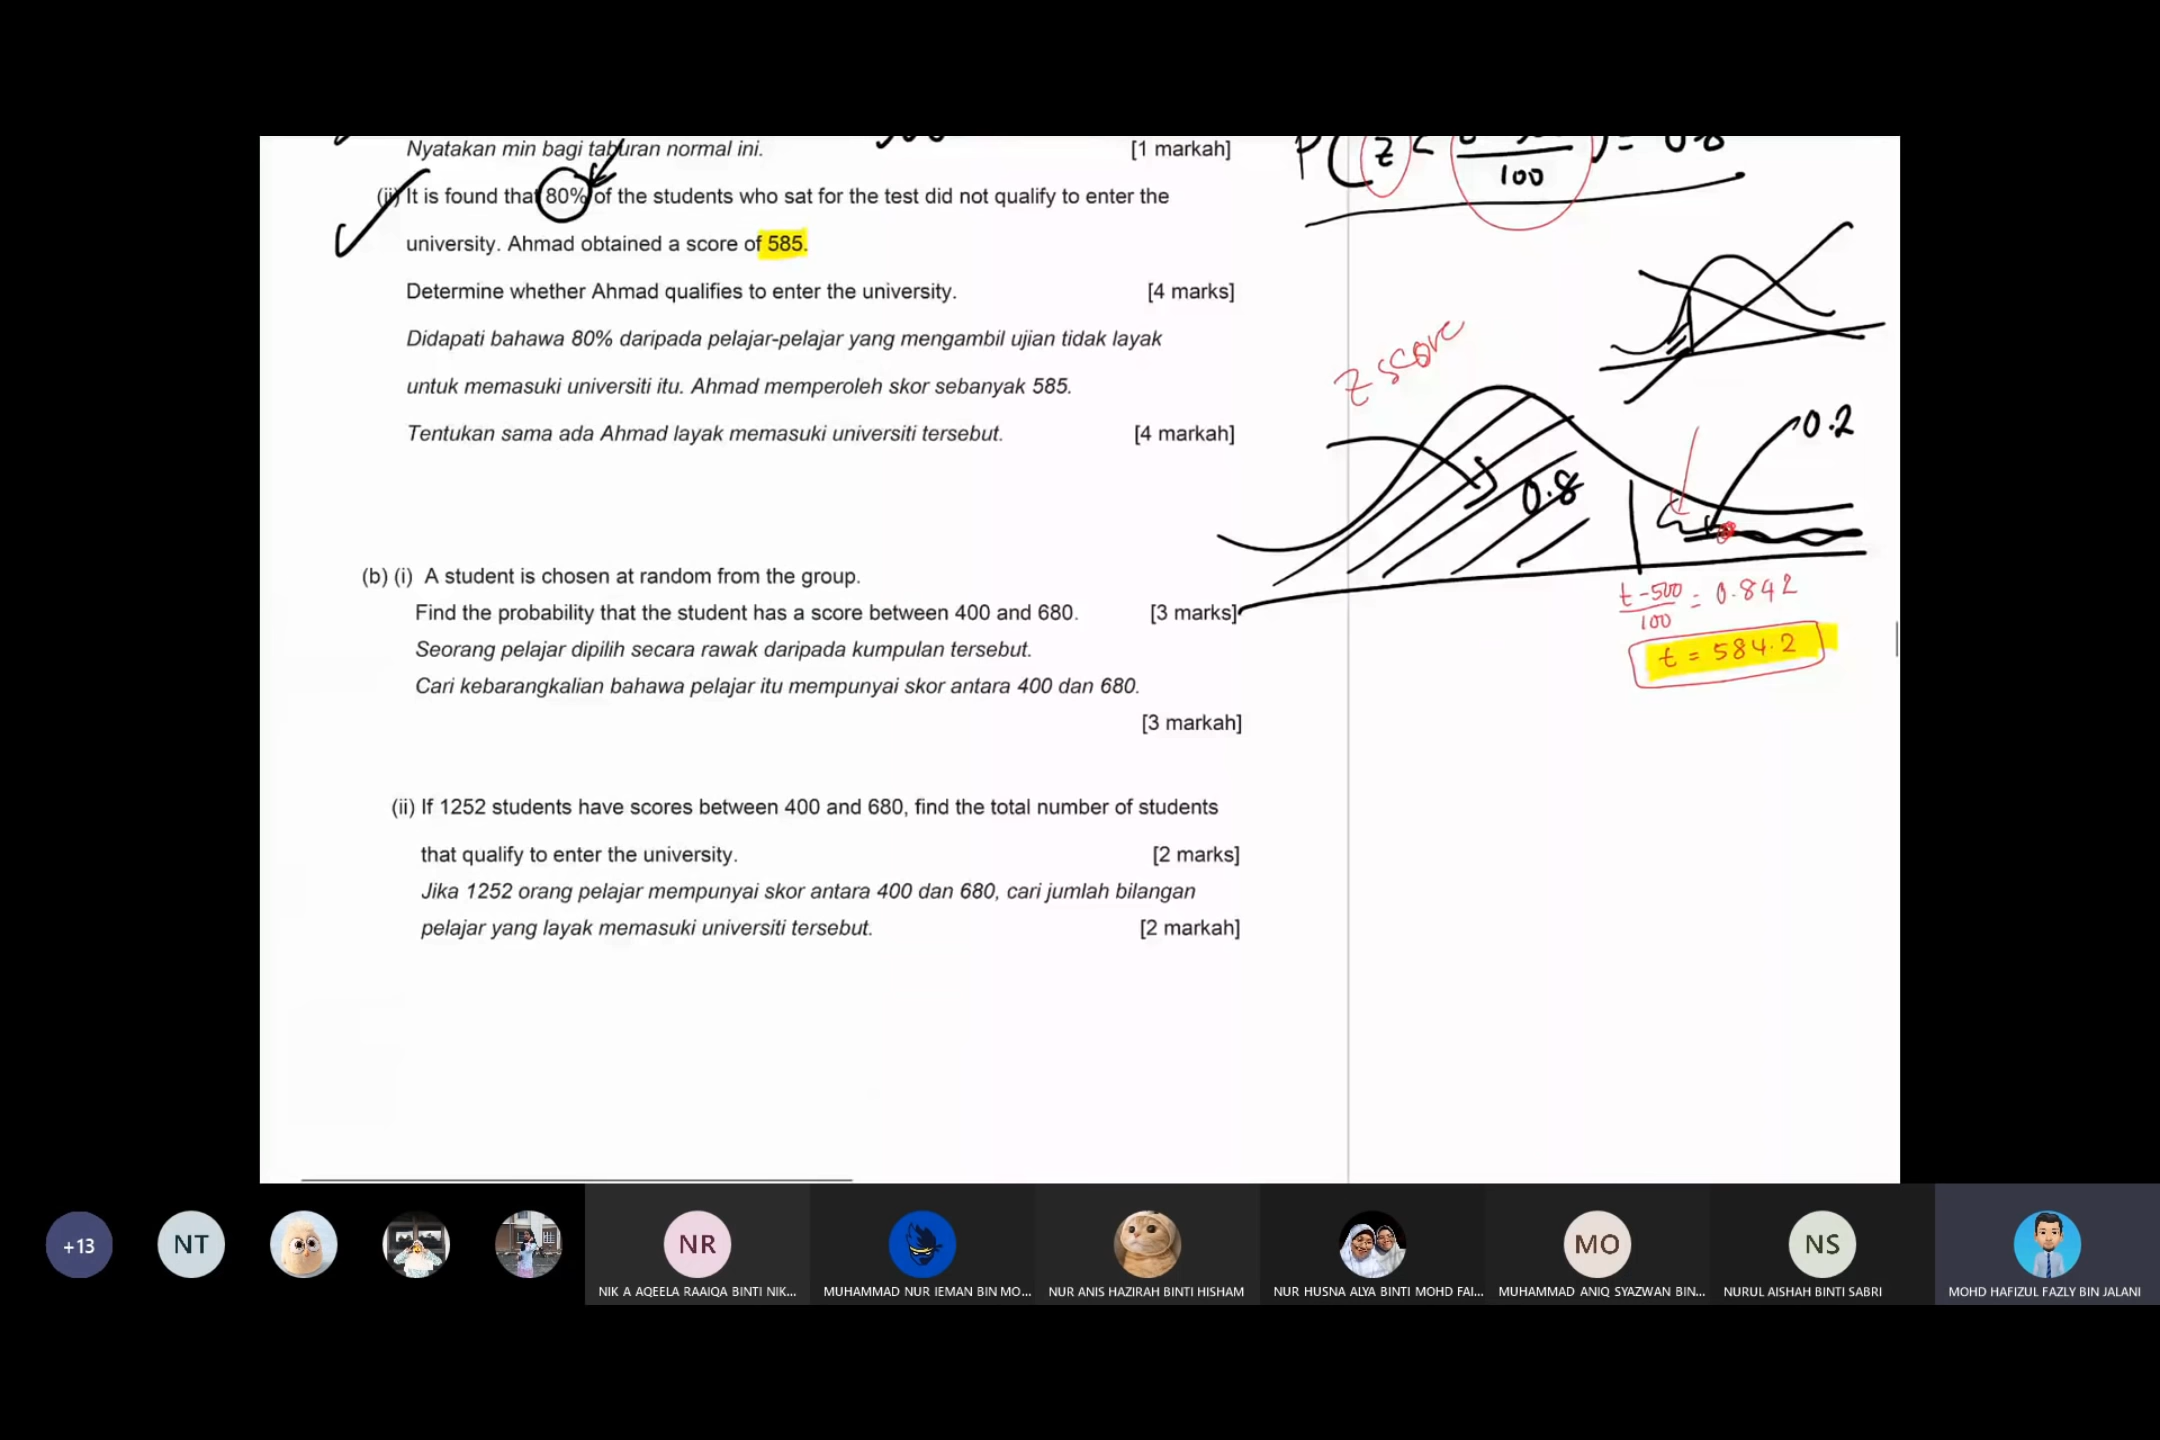 Nyatakan min bagi taburan normal ini. [1 markah]
(ii) It is found that 80% of the students who sat for the test did not qualify to enter the
university. Ahmad obtained a score of 585.
Determine whether Ahmad qualifies to enter the university. [4 marks]
Didapati bahawa 80% daripada pelajar-pelajar yang mengambil ujian tidak layak
untuk memasuki universiti itu. Ahmad memperoleh skor sebanyak 585.
Tentukan sama ada Ahmad layak memasuki universiti tersebut. [4 markah]
(b) (i) A student is chosen at random from the group.
Find the probability that the student has a score between 400 and 680. [3 marks]
Seorang pelajar dipilih secara rawak daripada kumpulan tersebut.
Cari kebarangkalian bahawa pelajar itu mempunyai skor antara 400 dan 680.
[3 markah]
(ii) If 1252 students have scores between 400 and 680, find the total number of students
that qualify to enter the university. [2 marks]
Jika 1252 orang pelajar mempunyai skor antara 400 dan 680, cari jumlah bilangan
pelajar yang layak memasuki universiti tersebut. [2 markah]
P(z <
100
) = 0.8
z score
0.2
0.8
t - 500
100
= 0.842
t = 584.2
+13
NT
NR
MO
NS
NIK A AQEELA RAAIQA BINTI NIK...
MUHAMMAD NUR IEMAN BIN MO...
NUR ANIS HAZIRAH BINTI HISHAM
NUR HUSNA ALYA BINTI MOHD FAI...
MUHAMMAD ANIQ SYAZWAN BIN...
NURUL AISHAH BINTI SABRI
MOHD HAFIZUL FAZLY BIN JALANI